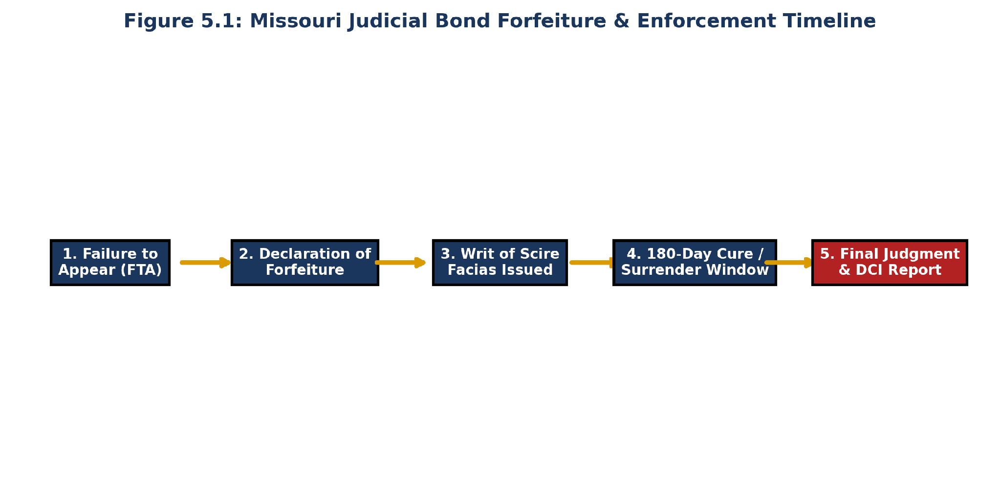 Figure 5.1: Missouri Judicial Bond Forfeiture & Enforcement Timeline
1. Failure to
Appear (FTA)
2. Declaration of
Forfeiture
3. Writ of Scire
Facias Issued
4. 180-Day Cure /
Surrender Window
5. Final Judgment
& DCI Report